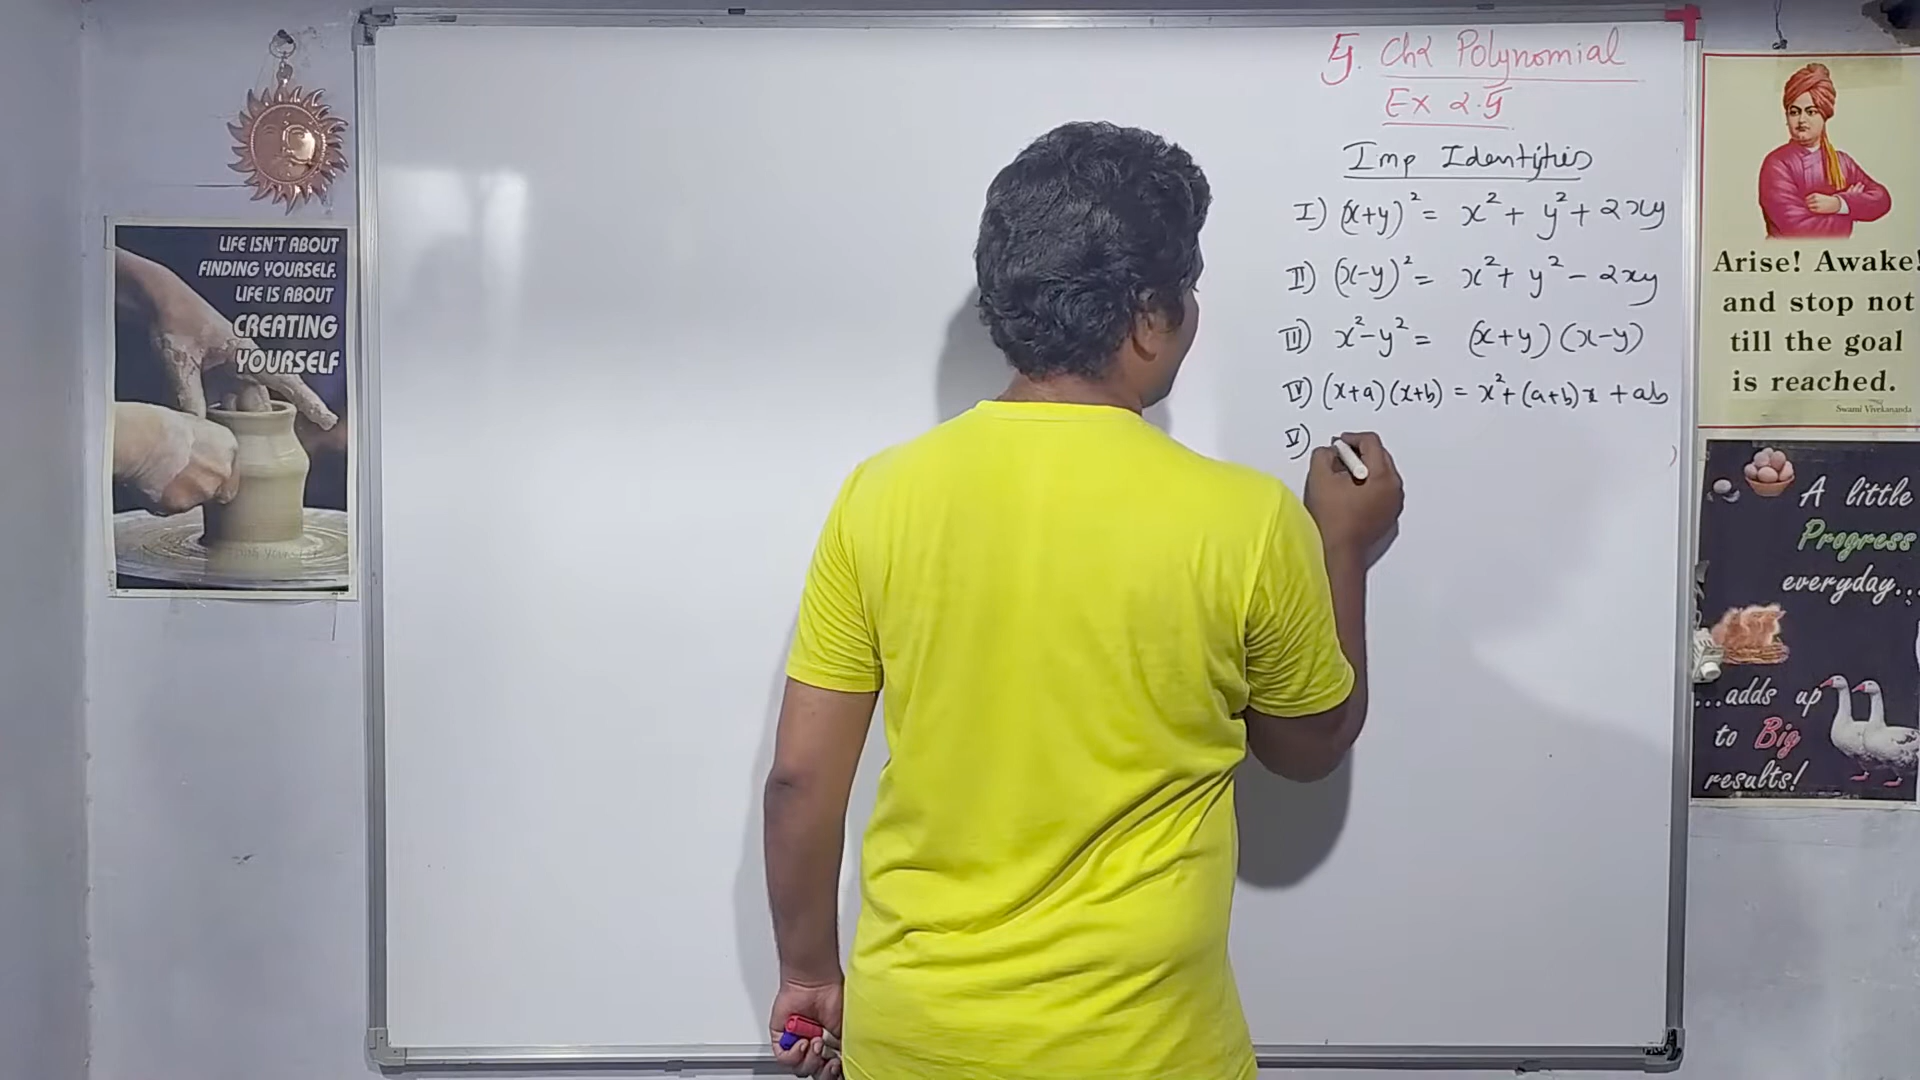 LIFE ISN'T ABOUT
FINDING YOURSELF.
LIFE IS ABOUT
CREATING
YOURSELF
Ch2 Polynomial
Ex 2.5
Imp Identities
I) (x+y)² = x² + y² + 2xy
II) (x-y)² = x² + y² - 2xy
III) x² - y² = (x+y) (x-y)
IV) (x+a) (x+b) = x² + (a+b)x + ab
V)
Arise! Awake!
and stop not
till the goal
is reached.
Swami Vivekananda
A little
Progress
everyday...
...adds up
to Big
results!